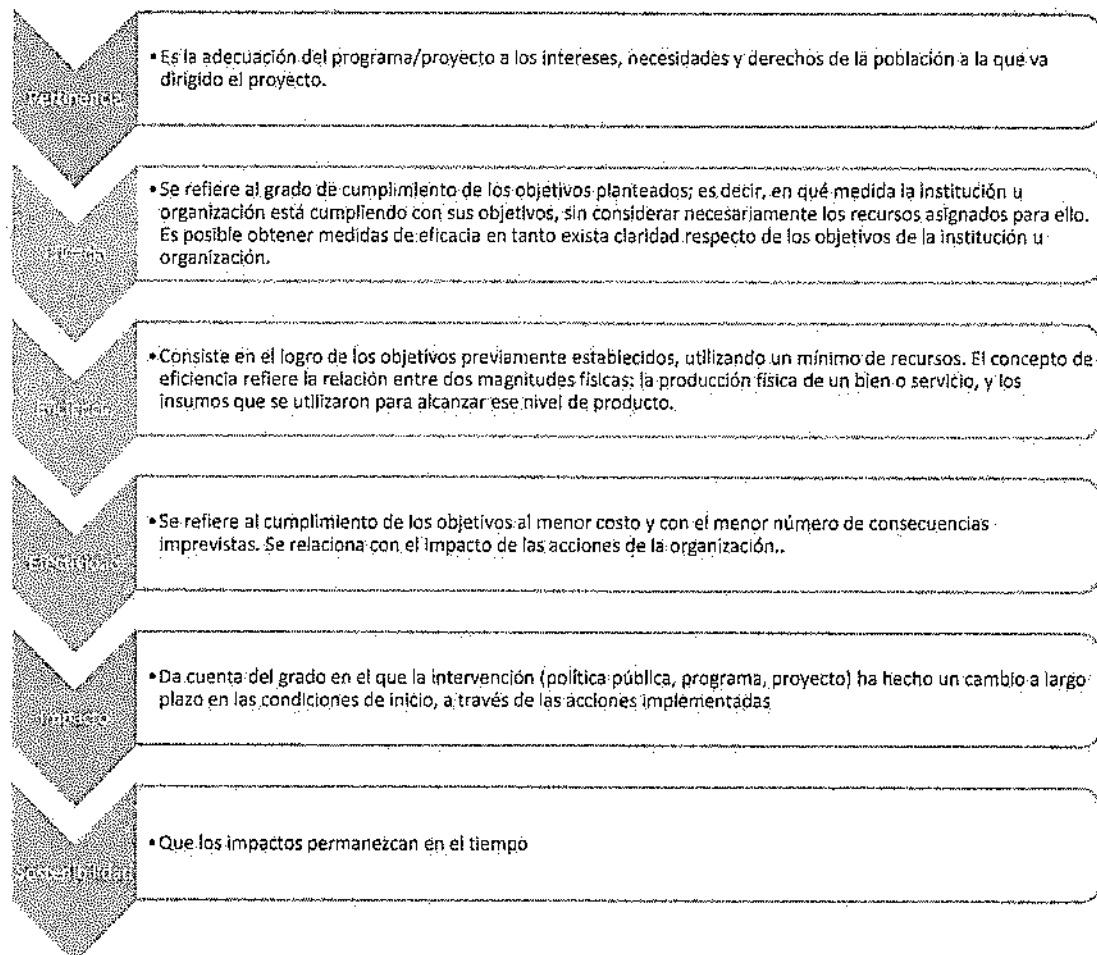 Pertinencia
• Es la adecuación del programa/proyecto a los intereses, necesidades y derechos de la población a la que va
dirigido el proyecto.
Eficacia
• Se refiere al grado de cumplimiento de los objetivos planteados; es decir, en qué medida la institución u
organización está cumpliendo con sus objetivos, sin considerar necesariamente los recursos asignados para ello.
Es posible obtener medidas de eficacia en tanto exista claridad respecto de los objetivos de la institución u
organización.
Eficiencia
• Consiste en el logro de los objetivos previamente establecidos, utilizando un mínimo de recursos. El concepto de
eficiencia refiere la relación entre dos magnitudes físicas: la producción física de un bien o servicio, y los
insumos que se utilizaron para alcanzar ese nivel de producto.
Efectividad
• Se refiere al cumplimiento de los objetivos al menor costo y con el menor número de consecuencias
imprevistas. Se relaciona con el impacto de las acciones de la organización..
Impacto
• Da cuenta del grado en el que la intervención (política pública, programa, proyecto) ha hecho un cambio a largo
plazo en las condiciones de inicio, a través de las acciones implementadas
Sostenibilidad
• Que los impactos permanezcan en el tiempo